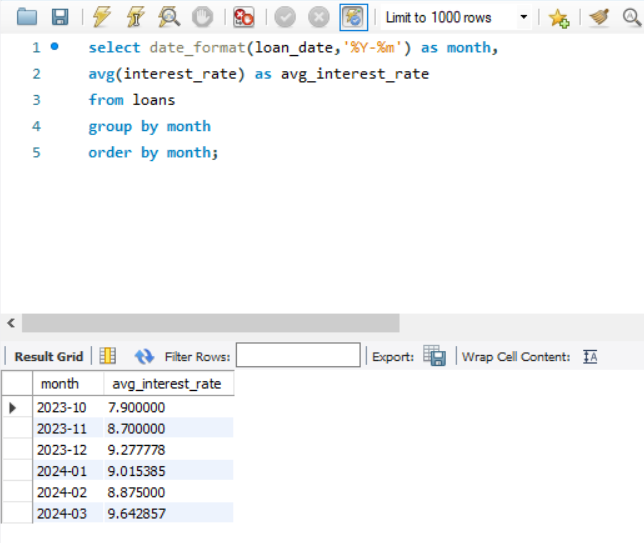 Limit to 1000 rows
1 select date_format(loan_date,'%Y-%m') as month,
2 avg(interest_rate) as avg_interest_rate
3 from loans
4 group by month
5 order by month;
Result Grid Filter Rows: Export: Wrap Cell Content: IA
month avg_interest_rate
2023-10 7.900000
2023-11 8.700000
2023-12 9.277778
2024-01 9.015385
2024-02 8.875000
2024-03 9.642857